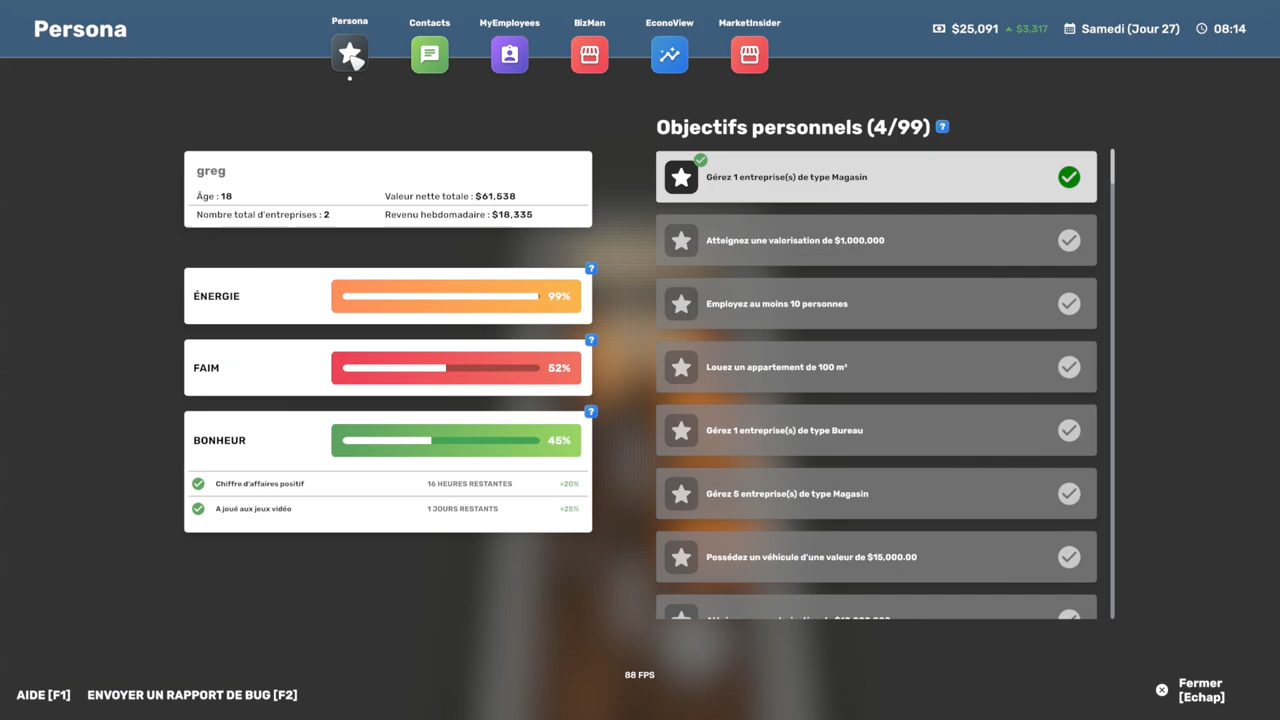 Persona
Persona
Contacts
MyEmployees
BizMan
EconoView
MarketInsider
$25,091 ▲ $3,317
Samedi (Jour 27)
08:14
greg
Âge : 18
Valeur nette totale : $61,538
Nombre total d'entreprises : 2
Revenu hebdomadaire : $18,335
?
ÉNERGIE
99%
?
FAIM
52%
?
BONHEUR
45%
Chiffre d'affaires positif 16 HEURES RESTANTES +20%
A joué aux jeux vidéo 1 JOURS RESTANTS +25%
Objectifs personnels (4/99) ?
Gérez 1 entreprise(s) de type Magasin
Atteignez une valorisation de $1,000,000
Employez au moins 10 personnes
Louez un appartement de 100 m²
Gérez 1 entreprise(s) de type Bureau
Gérez 5 entreprise(s) de type Magasin
Possédez un véhicule d'une valeur de $15,000.00
88 FPS
AIDE [F1]
ENVOYER UN RAPPORT DE BUG [F2]
Fermer
[Echap]